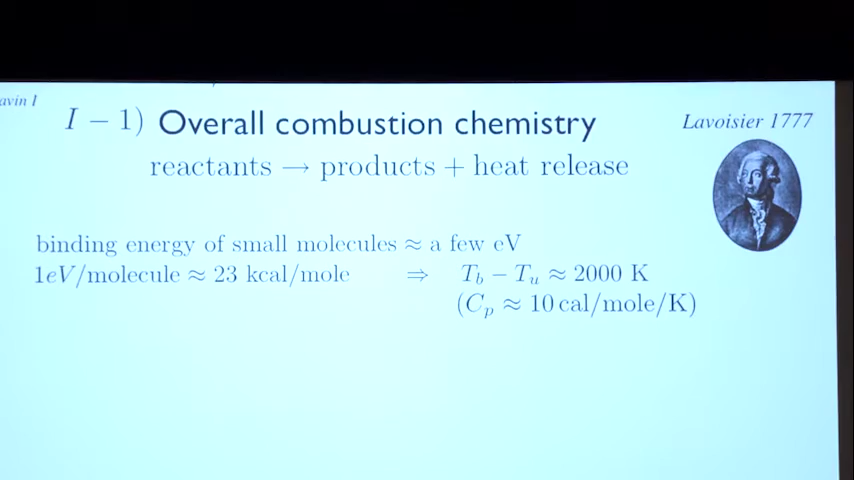 avin I
I − 1) Overall combustion chemistry
Lavoisier 1777
reactants → products + heat release
binding energy of small molecules ≈ a few eV
1eV/molecule ≈ 23 kcal/mole ⇒ T_b − T_u ≈ 2000 K
(C_p ≈ 10 cal/mole/K)